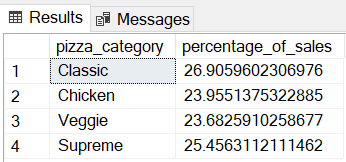 Results Messages
pizza_category percentage_of_sales
1 Classic 26.9059602306976
2 Chicken 23.9551375322885
3 Veggie 23.6825910258677
4 Supreme 25.4563112111462